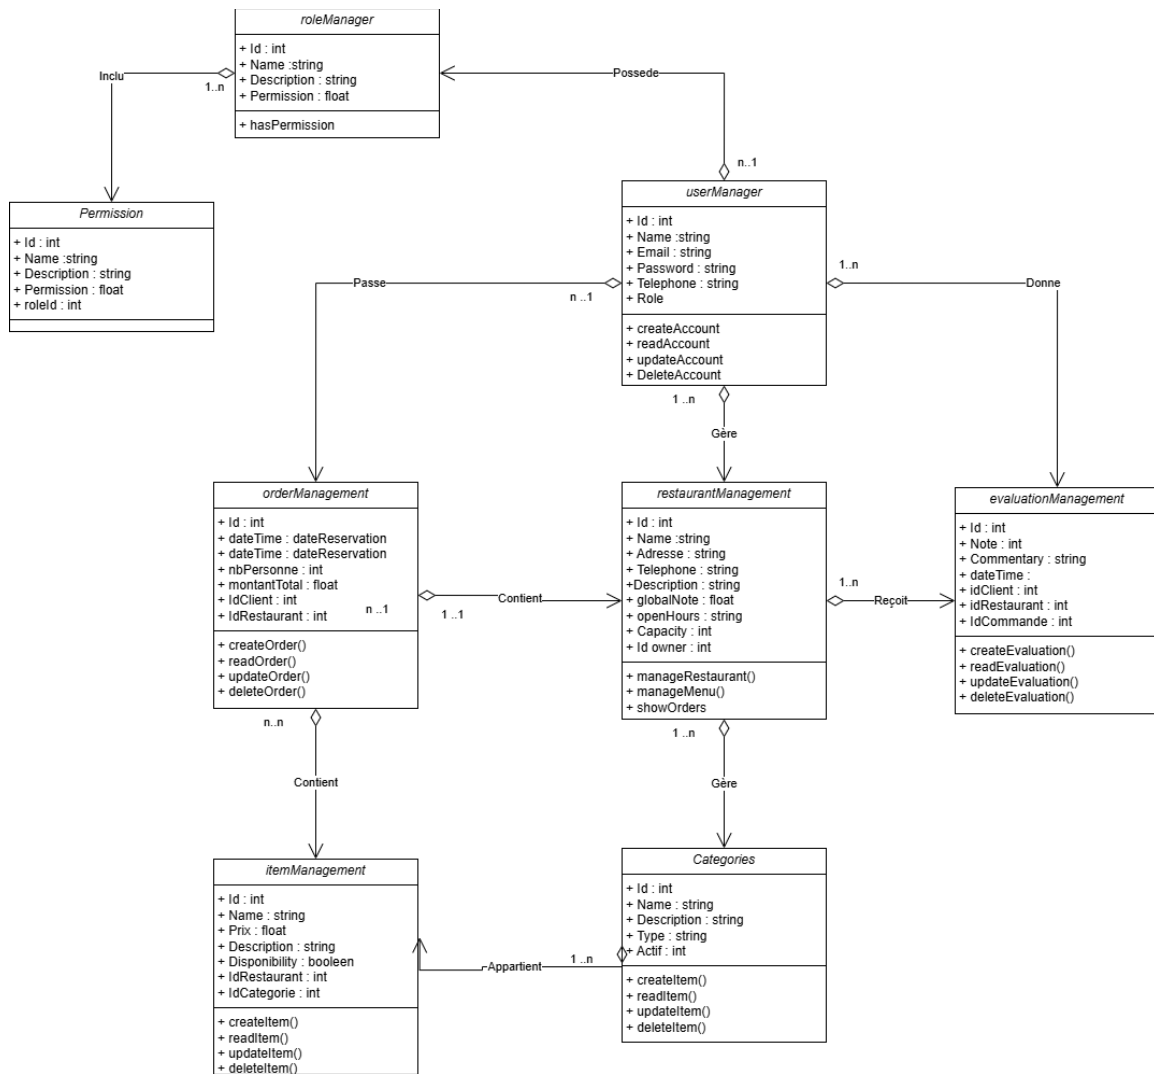 roleManager
+ Id : int
+ Name :string
+ Description : string
+ Permission : float
+ hasPermission
Inclu
1..n
Possede
n..1
Permission
+ Id : int
+ Name :string
+ Description : string
+ Permission : float
+ roleId : int
userManager
+ Id : int
+ Name :string
+ Email : string
+ Password : string
+ Telephone : string
+ Role
+ createAccount
+ readAccount
+ updateAccount
+ DeleteAccount
Passe
n ..1
1..n
Donne
1 ..n
Gère
orderManagement
+ Id : int
+ dateTime : dateReservation
+ dateTime : dateReservation
+ nbPersonne : int
+ montantTotal : float
+ IdClient : int
+ IdRestaurant : int
n ..1
+ createOrder()
+ readOrder()
+ updateOrder()
+ deleteOrder()
1..1
Contient
restaurantManagement
+ Id : int
+ Name :string
+ Adresse : string
+ Telephone : string
+Description : string
+ globalNote : float
+ openHours : string
+ Capacity : int
+ Id owner : int
+ manageRestaurant()
+ manageMenu()
+ showOrders
1..n
Reçoit
evaluationManagement
+ Id : int
+ Note : int
+ Commentary : string
+ dateTime :
+ idClient : int
+ idRestaurant : int
+ IdCommande : int
+ createEvaluation()
+ readEvaluation()
+ updateEvaluation()
+ deleteEvaluation()
n..n
Contient
1 ..n
Gère
itemManagement
+ Id : int
+ Name : string
+ Prix : float
+ Description : string
+ Disponibility : booleen
+ IdRestaurant : int
+ IdCategorie : int
+ createItem()
+ readItem()
+ updateItem()
+ deleteItem()
Appartient
1 ..n
Categories
+ Id : int
+ Name : string
+ Description : string
+ Type : string
+ Actif : int
+ createItem()
+ readItem()
+ updateItem()
+ deleteItem()